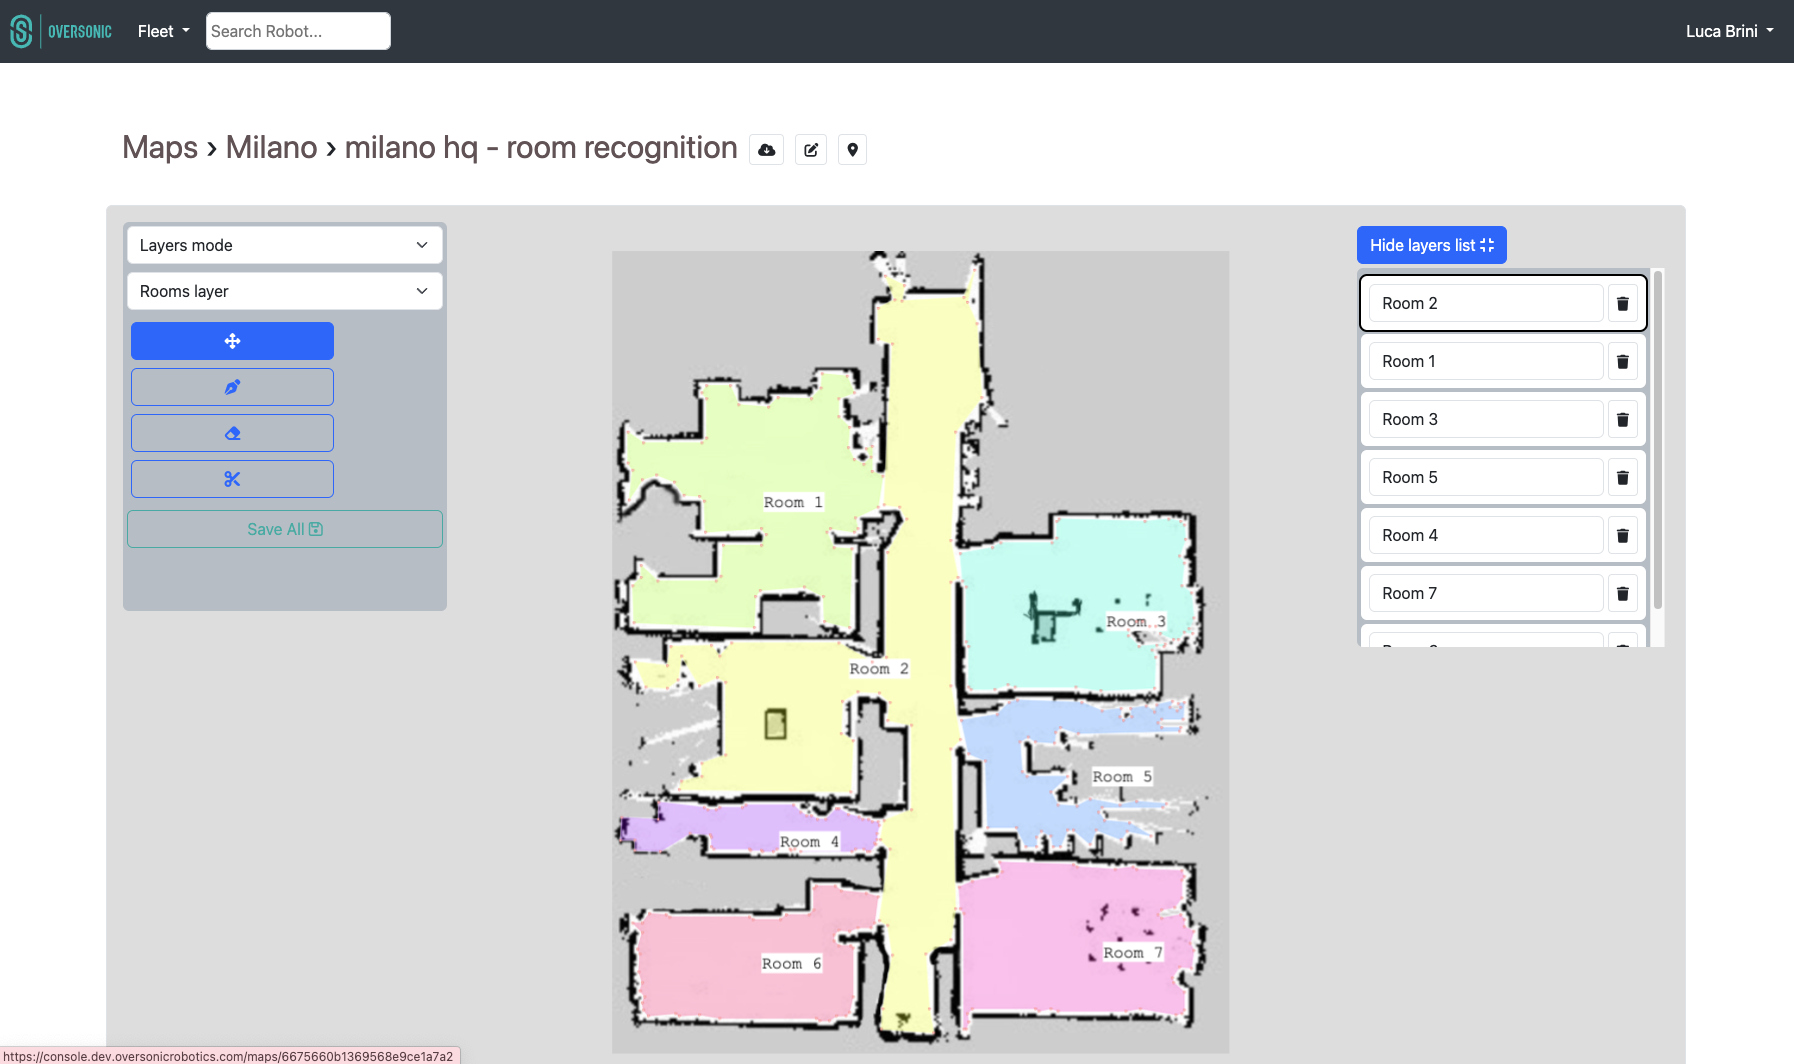 OVERSONIC
Fleet
Search Robot...
Luca Brini
Maps › Milano › milano hq - room recognition
Layers mode
Rooms layer
Save All
Hide layers list
Room 2
Room 1
Room 3
Room 5
Room 4
Room 7
Room 1
Room 3
Room 2
Room 5
Room 4
Room 6
Room 7
https://console.dev.oversonicrobotics.com/maps/6675660b1369568e9ce1a7a2